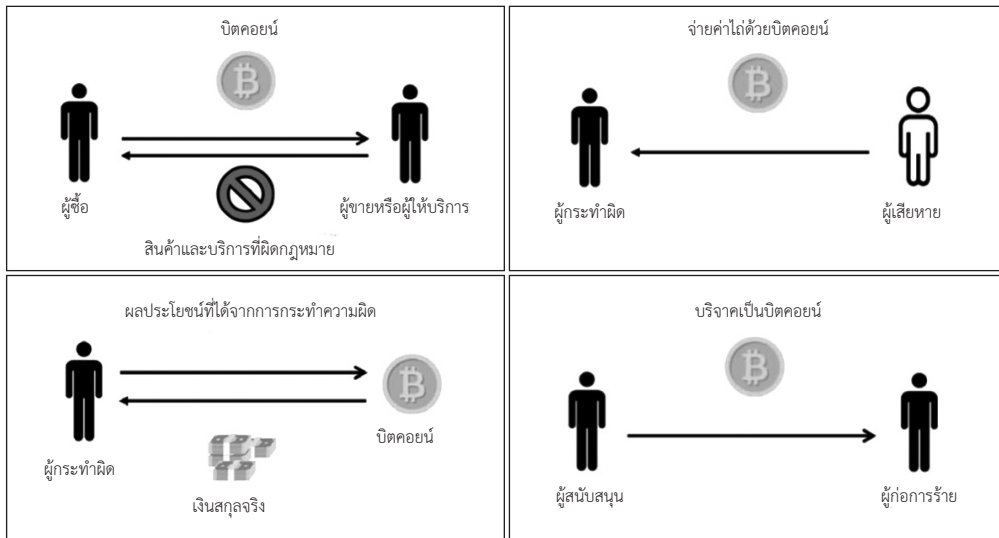 บิตคอยน์
ผู้ซื้อ
ผู้ขายหรือผู้ให้บริการ
สินค้าและบริการที่ผิดกฎหมาย
จ่ายค่าไถ่ด้วยบิตคอยน์
ผู้กระทำผิด
ผู้เสียหาย
ผลประโยชน์ที่ได้จากการกระทำความผิด
บิตคอยน์
ผู้กระทำผิด
เงินสกุลจริง
บริจาคเป็นบิตคอยน์
ผู้สนับสนุน
ผู้ก่อการร้าย